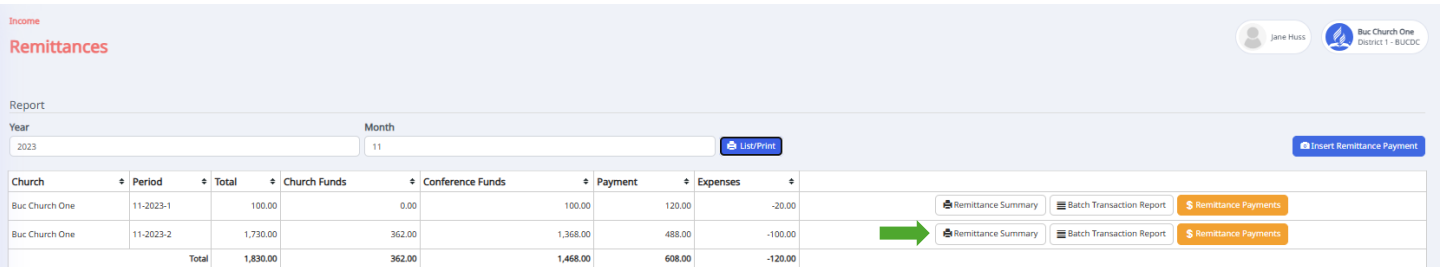 Income
Remittances
Jane Huss
Buc Church One
District 1 - BUCDC
Report
Year
Month
2023
11
List/Print
Insert Remittance Payment
Church Period Total Church Funds Conference Funds Payment Expenses
Buc Church One 11-2023-1 100.00 0.00 100.00 120.00 -20.00 Remittance Summary Batch Transaction Report $ Remittance Payments
Buc Church One 11-2023-2 1,730.00 362.00 1,368.00 488.00 -100.00 Remittance Summary Batch Transaction Report $ Remittance Payments
Total 1,830.00 362.00 1,468.00 608.00 -120.00